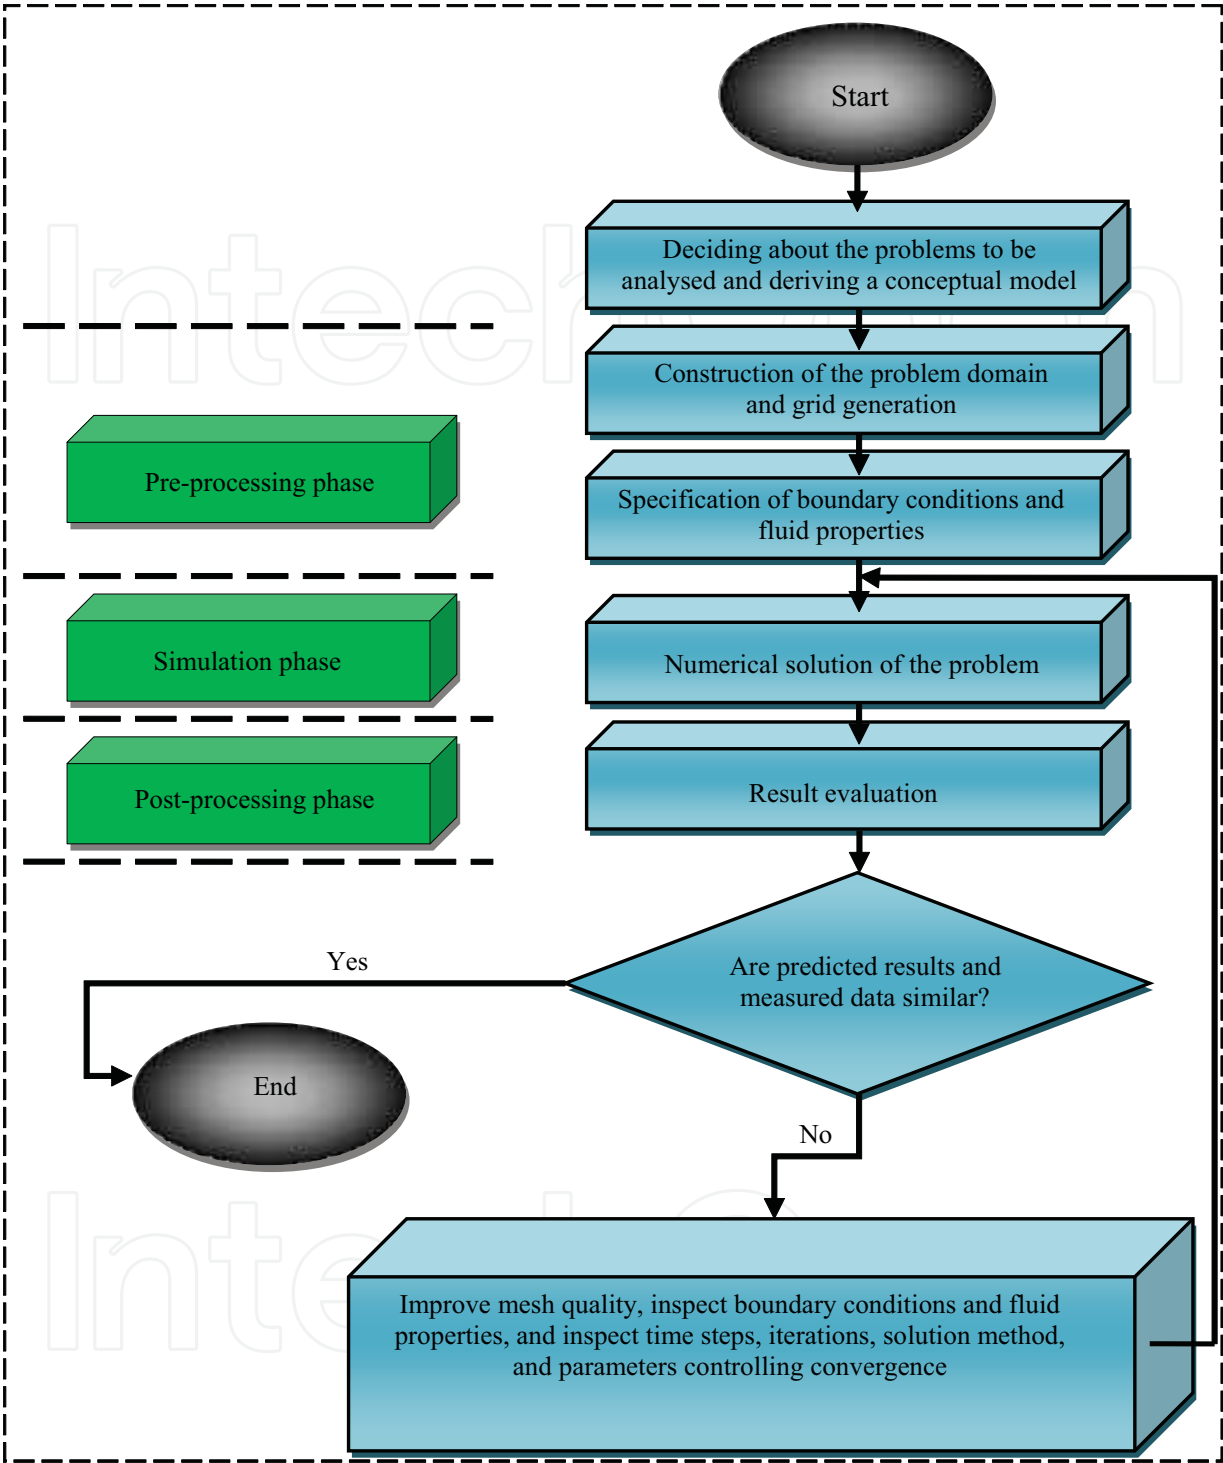 Start
Deciding about the problems to be
analysed and deriving a conceptual model
Construction of the problem domain
and grid generation
Pre-processing phase
Specification of boundary conditions and
fluid properties
Simulation phase
Numerical solution of the problem
Post-processing phase
Result evaluation
Are predicted results and
measured data similar?
Yes
End
No
Improve mesh quality, inspect boundary conditions and fluid
properties, and inspect time steps, iterations, solution method,
and parameters controlling convergence